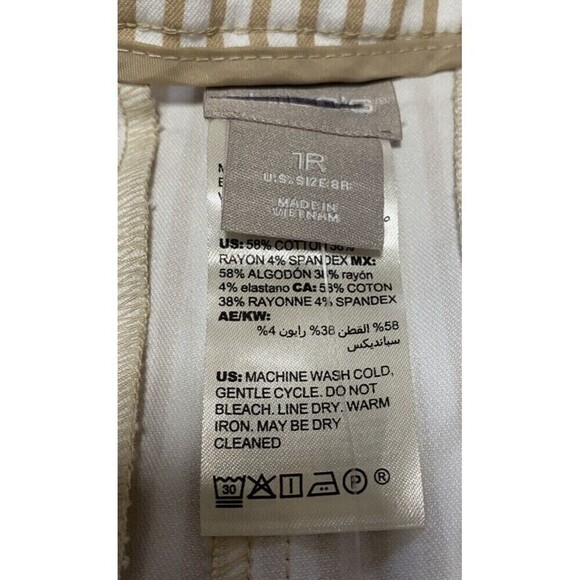 1R
U.S. SIZE 8R
MADE IN
VIETNAM
US: 58% COTTON 38%
RAYON 4% SPANDEX MX:
58% ALGODÓN 38% rayón
4% elastano CA: 58% COTON
38% RAYONNE 4% SPANDEX
AE/KW:
58% القطن 38% رايون 4%
سباندیكس
US: MACHINE WASH COLD,
GENTLE CYCLE. DO NOT
BLEACH. LINE DRY. WARM
IRON. MAY BE DRY
CLEANED
30 P ®